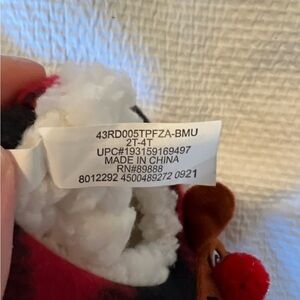 43RD005TPFZA-BMU
2T-4T
UPC#193159169497
MADE IN CHINA
RN#89888
8012292 4500489272 0921